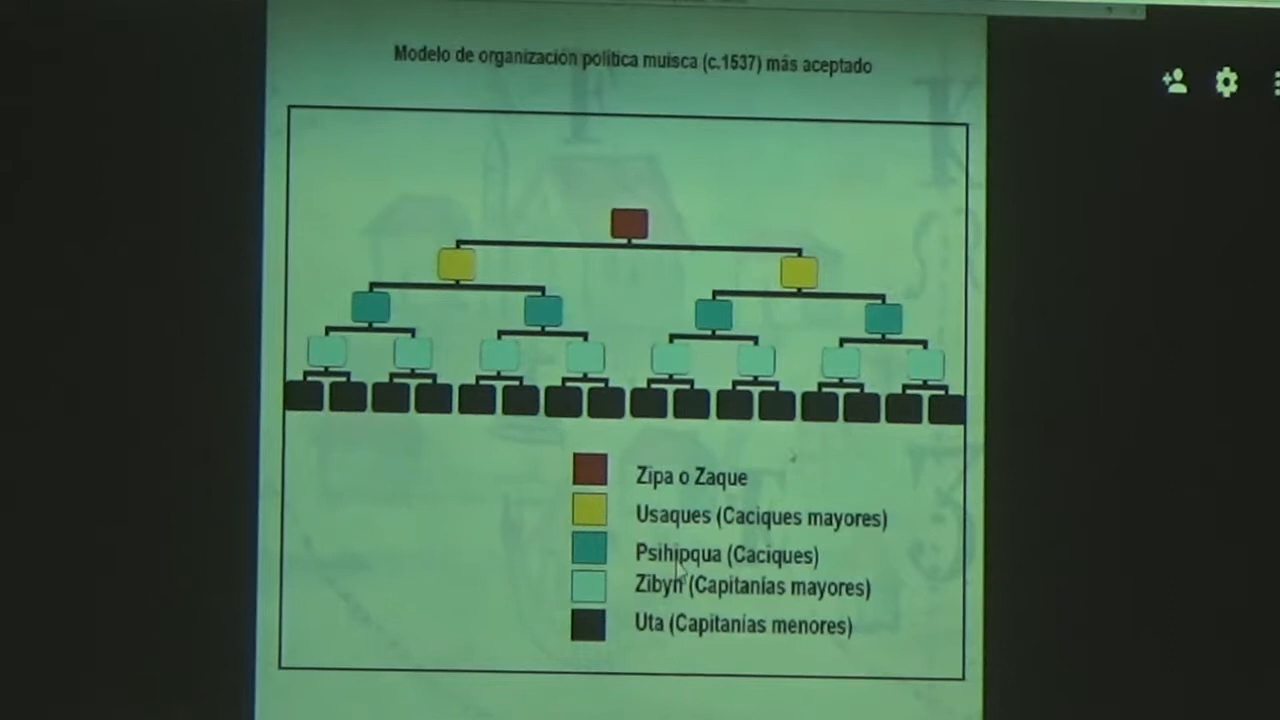 Modelo de organización política muisca (c.1537) más aceptado
Zipa o Zaque
Usaques (Caciques mayores)
Psihipqua (Caciques)
Zibyn (Capitanías mayores)
Uta (Capitanías menores)